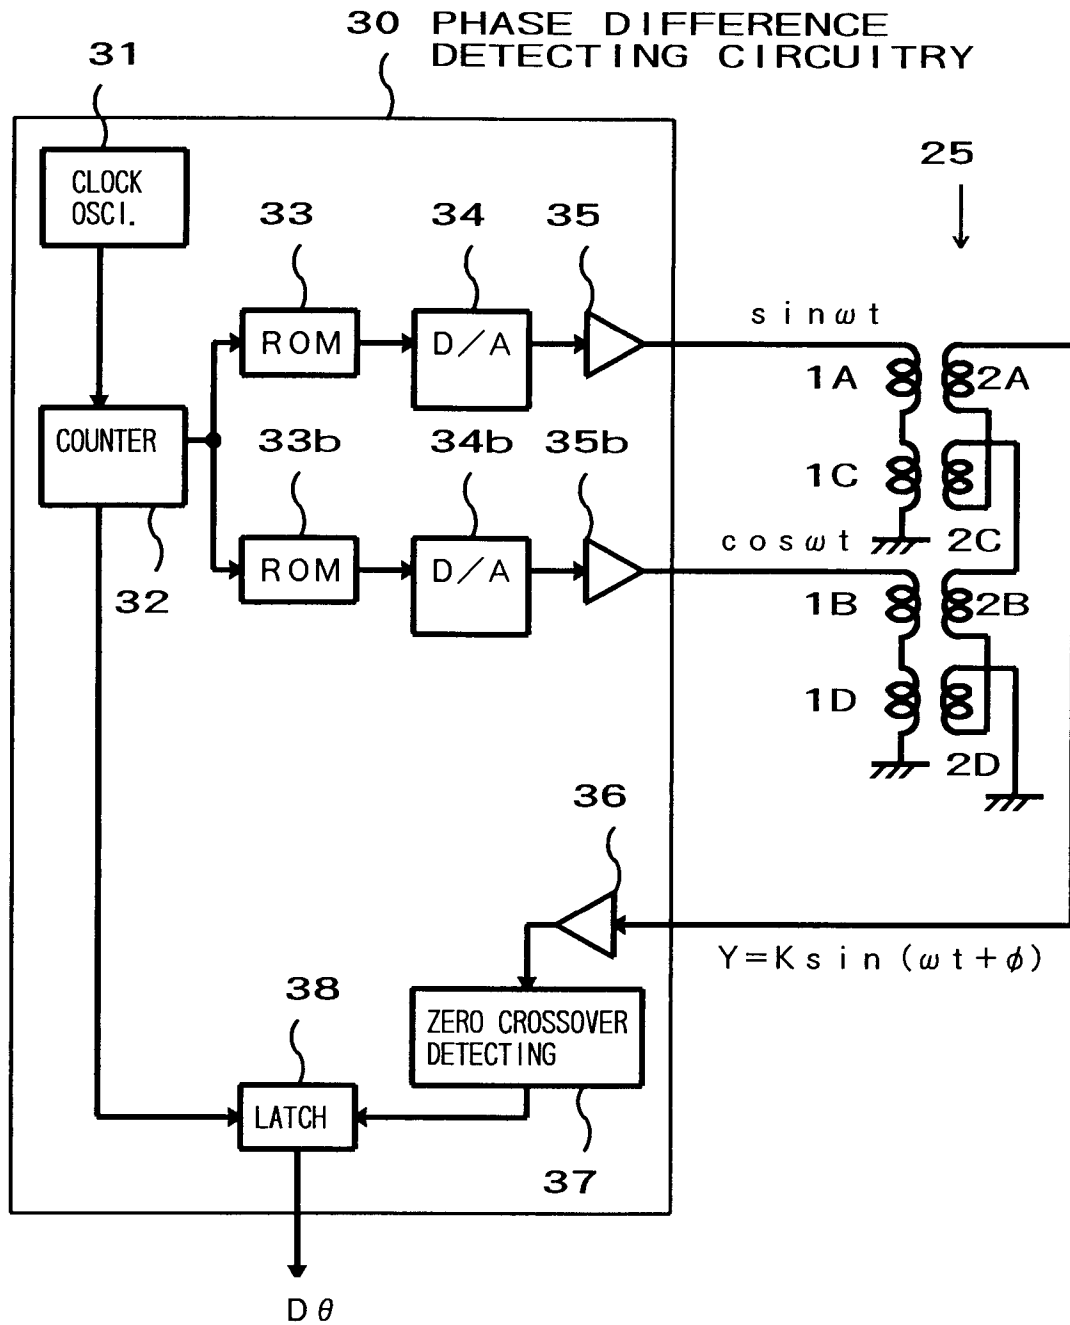 30 PHASE DIFFERENCE
DETECTING CIRCUITRY
31
25
CLOCK
OSCI.
33
34
35
sinωt
ROM
D/A
1A
2A
COUNTER
33b
34b
35b
1C
2C
cosωt
ROM
D/A
32
1B
2B
1D
2D
36
Y=Ksin(ωt+φ)
38
ZERO CROSSOVER
DETECTING
LATCH
37
Dθ